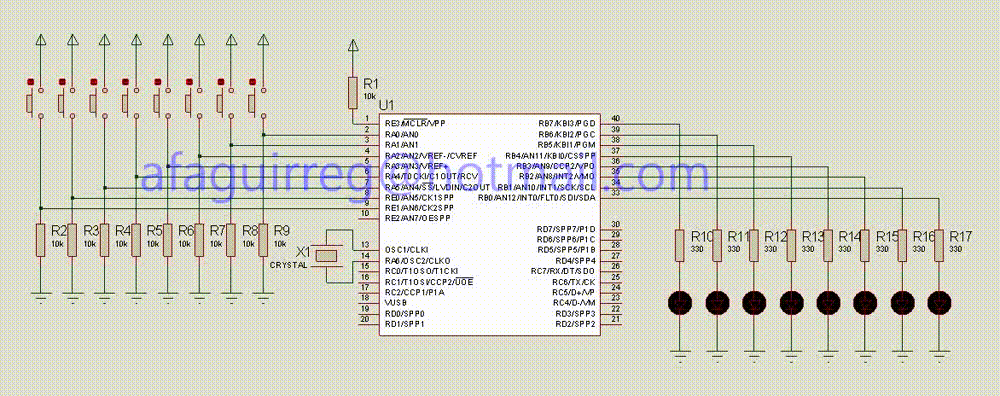 R1
10k
U1
1 RE3/MCLR/VPP
2 RA0/AN0
3 RA1/AN1
4 RA2/AN2/VREF-/CVREF
5 RA3/AN3/VREF+
6 RA4/T0CKI/C1OUT/RCV
7 RA5/AN4/SS/LVDIN/C2OUT
8 RE0/AN5/CK1SPP
9 RE1/AN6/CK2SPP
10 RE2/AN7/OESPP
13 OSC1/CLKI
14 RA6/OSC2/CLKO
15 RC0/T1OSO/T1CKI
16 RC1/T1OSI/CCP2/UOE
17 RC2/CCP1/P1A
18 VUSB
19 RD0/SPP0
20 RD1/SPP1
RB7/KBI3/PGD 40
RB6/KBI2/PGC 39
RB5/KBI1/PGM 38
RB4/AN11/KBI0/CSSPP 37
RB3/AN9/CCP2/VPO 36
RB2/AN8/INT2/VMO 35
RB1/AN10/INT1/SCK/SCL 34
RB0/AN12/INT0/FLT0/SDI/SDA 33
RD7/SPP7/P1D 30
RD6/SPP6/P1C 29
RD5/SPP5/P1B 28
RD4/SPP4 27
RC7/RX/DT/SDO 26
RC6/TX/CK 25
RC5/D+/VP 24
RC4/D-/VM 23
RD3/SPP3 22
RD2/SPP2 21
R2 R3 R4 R5 R6 R7 R8 R9
10k 10k 10k 10k 10k 10k 10k 10k
X1
CRYSTAL
R10 R11 R12 R13 R14 R15 R16 R17
330 330 330 330 330 330 330 330